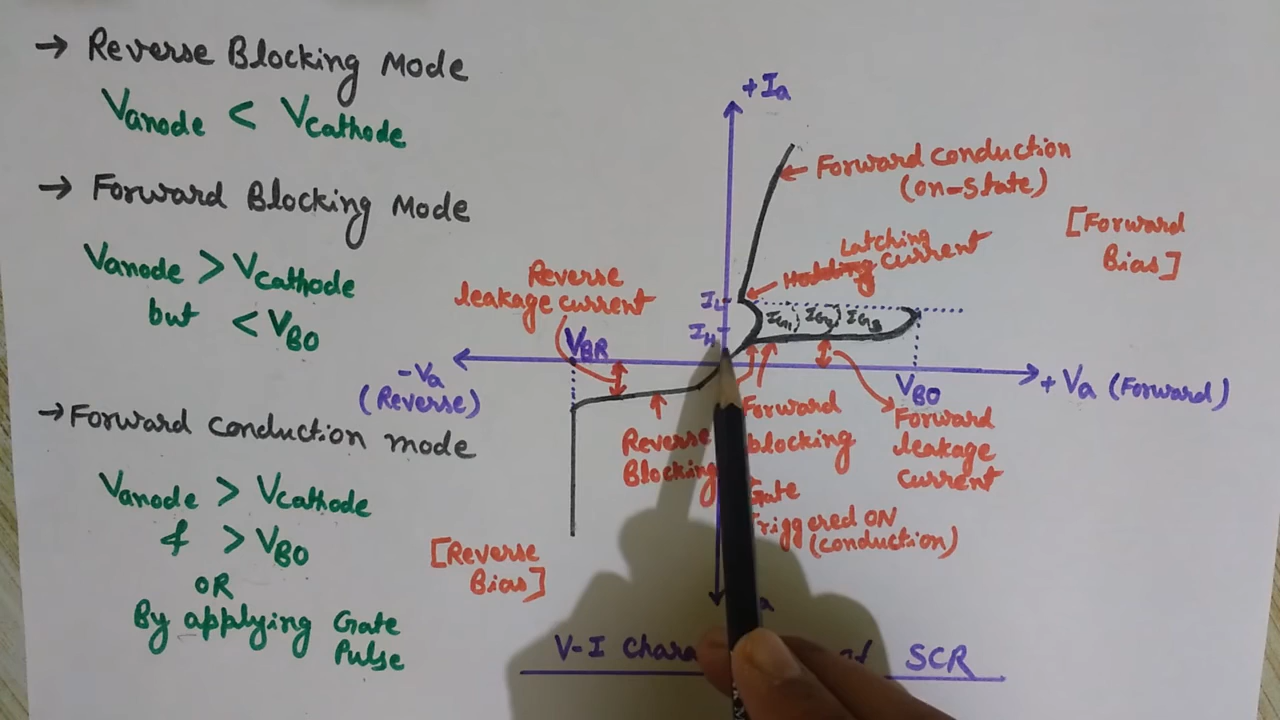 → Reverse Blocking Mode
Vanode < Vcathode
→ Forward Blocking Mode
Vanode > Vcathode
but < VBO
→ Forward conduction mode
Vanode > Vcathode
& > VBO
OR
By applying Gate
Pulse
+Ia
Forward conduction
(on-state)
[Forward
Bias]
Latching
Holding current
Reverse
leakage current
IL
IG1 IG2 IG3
IH
VBR
-Va
(Reverse)
VBO
+Va (Forward)
Reverse
Blocking
Forward
blocking
Forward
leakage
current
Gate
Triggered ON
(conduction)
[Reverse
Bias]
a
V-I Chara
SCR